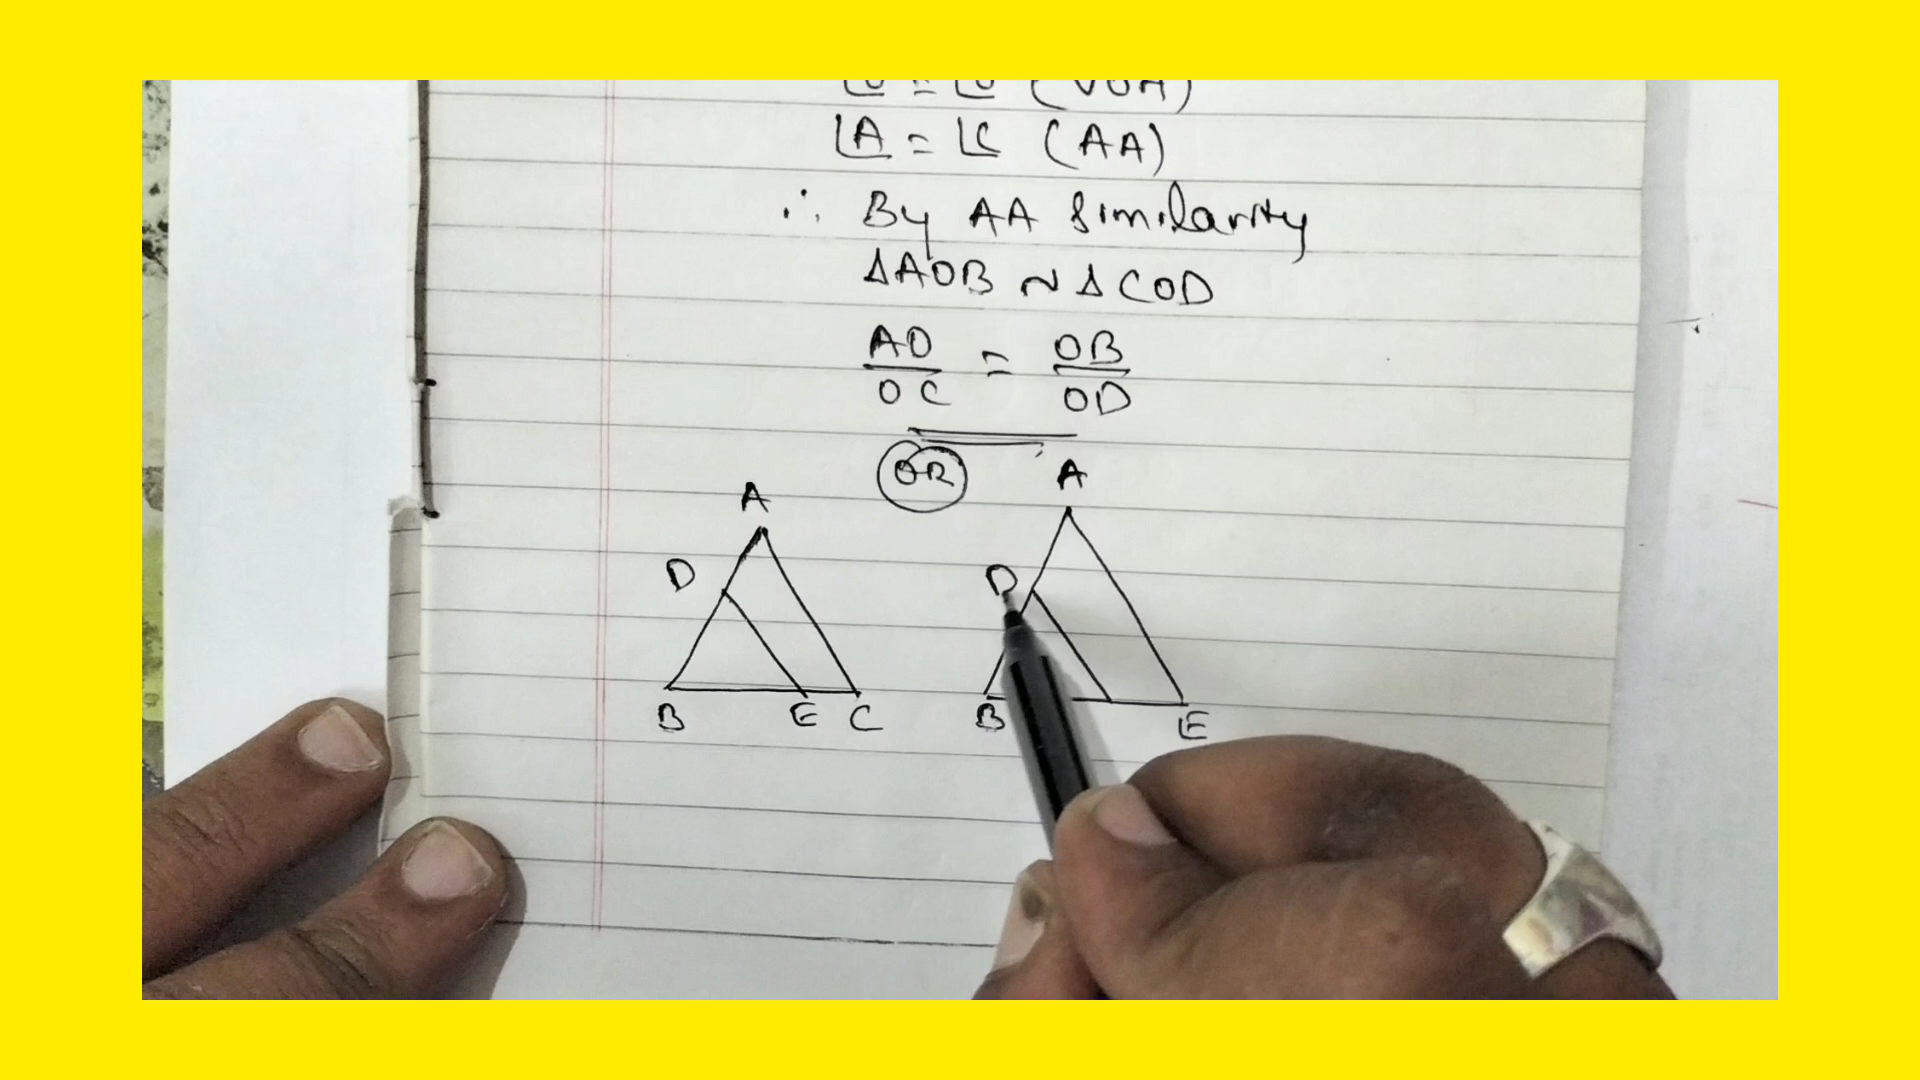 ∠A = ∠C (AA)
∴ By AA Similarity
ΔAOB ~ ΔCOD
AO/OC = OB/OD
OR
A A
D D
B E C B E